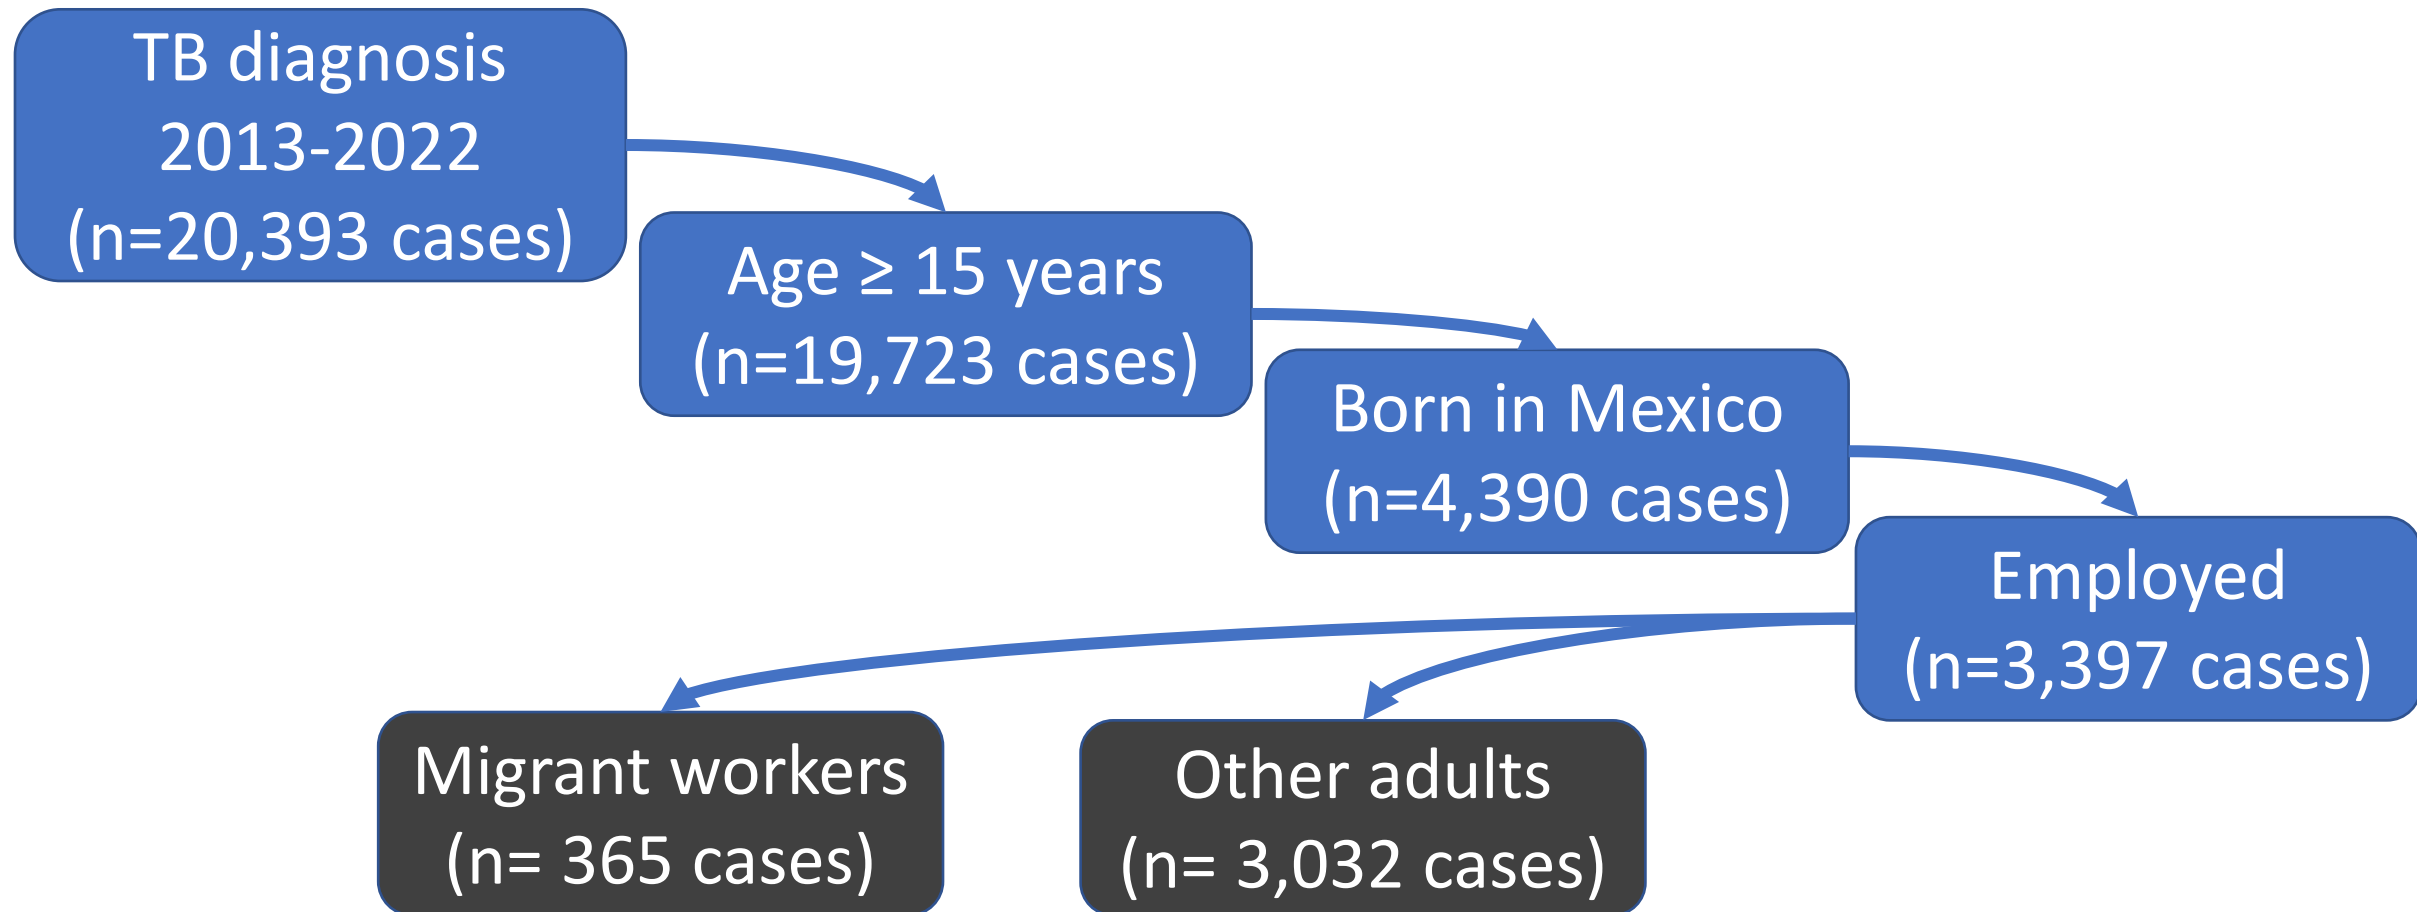 TB diagnosis
2013-2022
(n=20,393 cases)
Age ≥ 15 years
(n=19,723 cases)
Born in Mexico
(n=4,390 cases)
Employed
(n=3,397 cases)
Migrant workers
(n= 365 cases)
Other adults
(n= 3,032 cases)